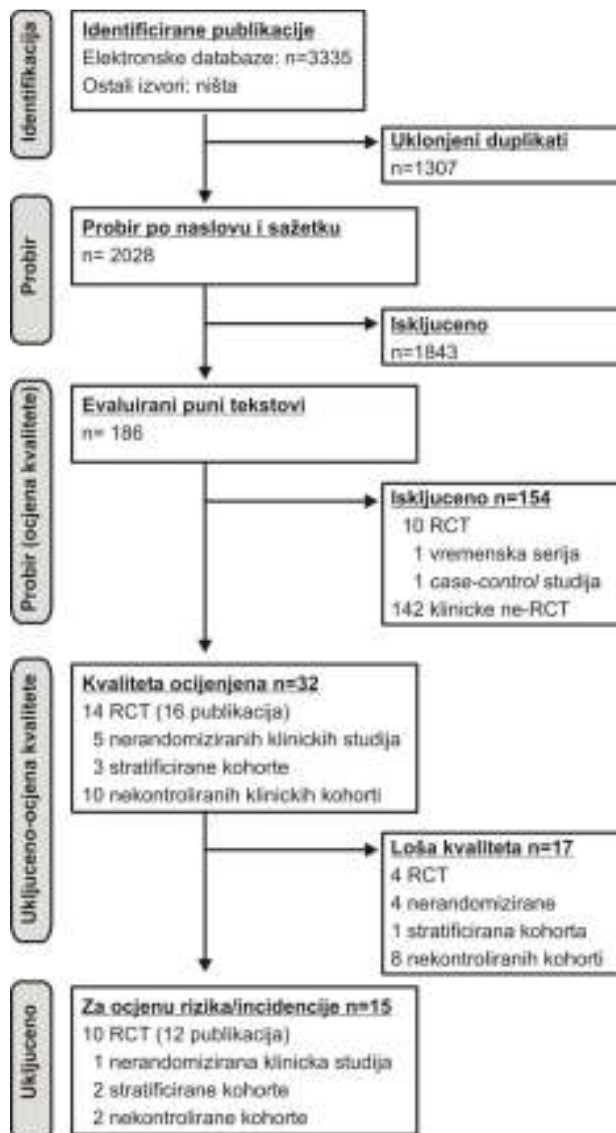 Identifikacija
Identificirane publikacije
Elektronske databaze: n=3335
Ostali izvori: ništa
Uklonjeni duplikati
n=1307
Probir
Probir po naslovu i sažetku
n= 2028
Iskljuceno
n=1843
Probir (ocjena kvalitete)
Evaluirani puni tekstovi
n= 186
Iskljuceno n=154
10 RCT
1 vremenska serija
1 case-control studija
142 klinicke ne-RCT
Ukljuceno-ocjena kvalitete
Kvaliteta ocijenjena n=32
14 RCT (16 publikacija)
5 nerandomiziranih klinickih studija
3 stratificirane kohorte
10 nekontroliranih klinickih kohorti
Loša kvaliteta n=17
4 RCT
4 nerandomizirane
1 stratificirana kohorta
8 nekontroliranih kohorti
Ukljuceno
Za ocjenu rizika/incidencije n=15
10 RCT (12 publikacija)
1 nerandomizirana klinicka studija
2 stratificirane kohorte
2 nekontrolirane kohorte